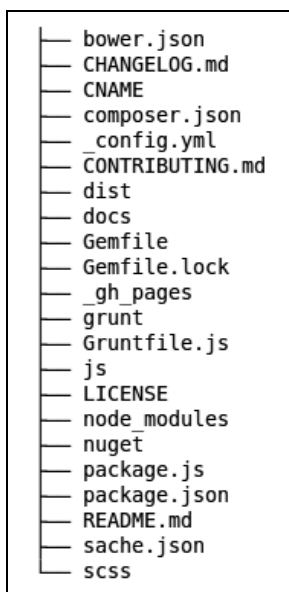 bower.json
CHANGELOG.md
CNAME
composer.json
_config.yml
CONTRIBUTING.md
dist
docs
Gemfile
Gemfile.lock
_gh_pages
grunt
Gruntfile.js
js
LICENSE
node_modules
nuget
package.js
package.json
README.md
sache.json
scss